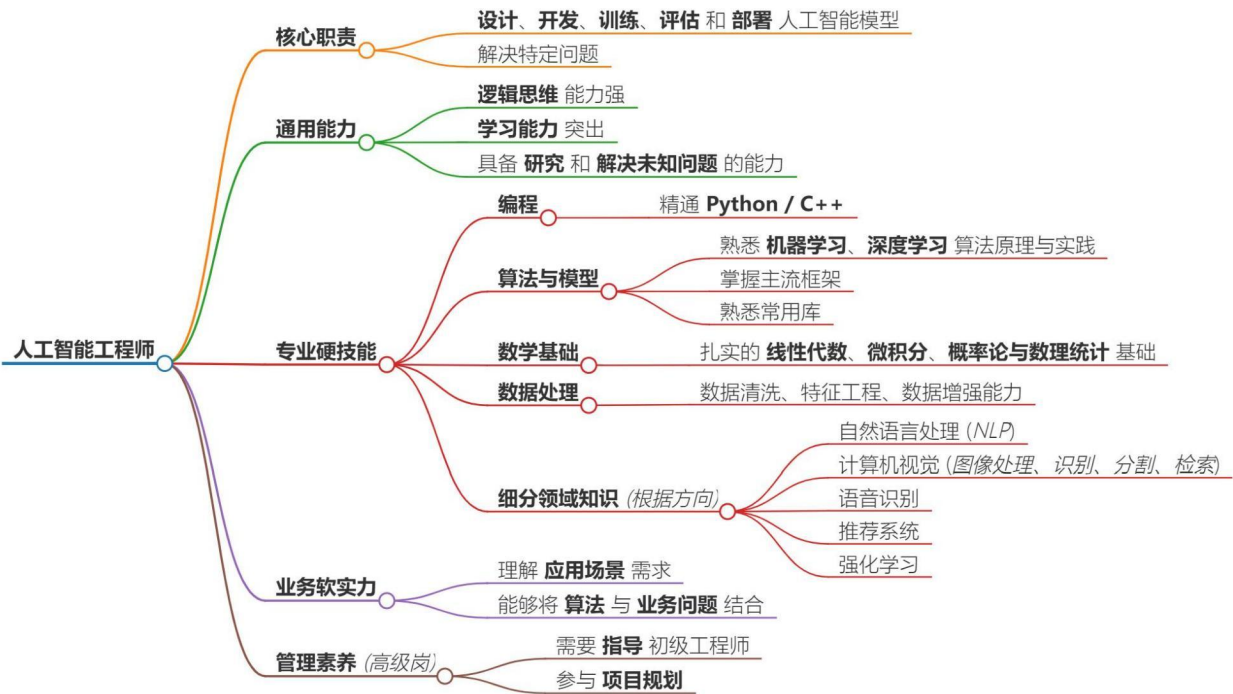 人工智能工程师
核心职责
设计、开发、训练、评估 和 部署 人工智能模型
解决特定问题
通用能力
逻辑思维 能力强
学习能力 突出
具备 研究 和 解决未知问题 的能力
专业硬技能
编程
精通 Python / C++
算法与模型
熟悉 机器学习、深度学习 算法原理与实践
掌握主流框架
熟悉常用库
数学基础
扎实的 线性代数、微积分、概率论与数理统计 基础
数据处理
数据清洗、特征工程、数据增强能力
细分领域知识 (根据方向)
自然语言处理 (NLP)
计算机视觉 (图像处理、识别、分割、检索)
语音识别
推荐系统
强化学习
业务软实力
理解 应用场景 需求
能够将 算法 与 业务问题 结合
管理素养 (高级岗)
需要 指导 初级工程师
参与 项目规划